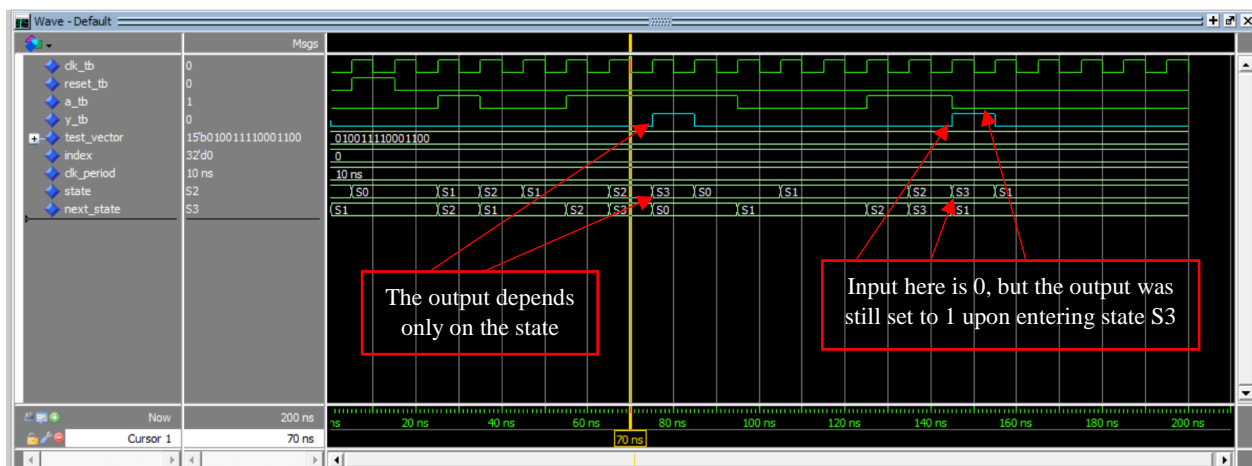 Wave - Default
Msgs
clk_tb 0
reset_tb 0
a_tb 1
y_tb 0
test_vector 15'b010011110001100 010011110001100
index 32'd0 0
clk_period 10 ns 10 ns
state S2 S0 S1 S2 S1 S2 S3 S0 S1 S2 S3 S1
next_state S3 S1 S2 S1 S2 S3 S0 S1 S2 S3 S1
The output depends
only on the state
Input here is 0, but the output was
still set to 1 upon entering state S3
Now 200 ns ns 20 ns 40 ns 60 ns 80 ns 100 ns 120 ns 140 ns 160 ns 180 ns 200 ns
Cursor 1 70 ns 70 ns